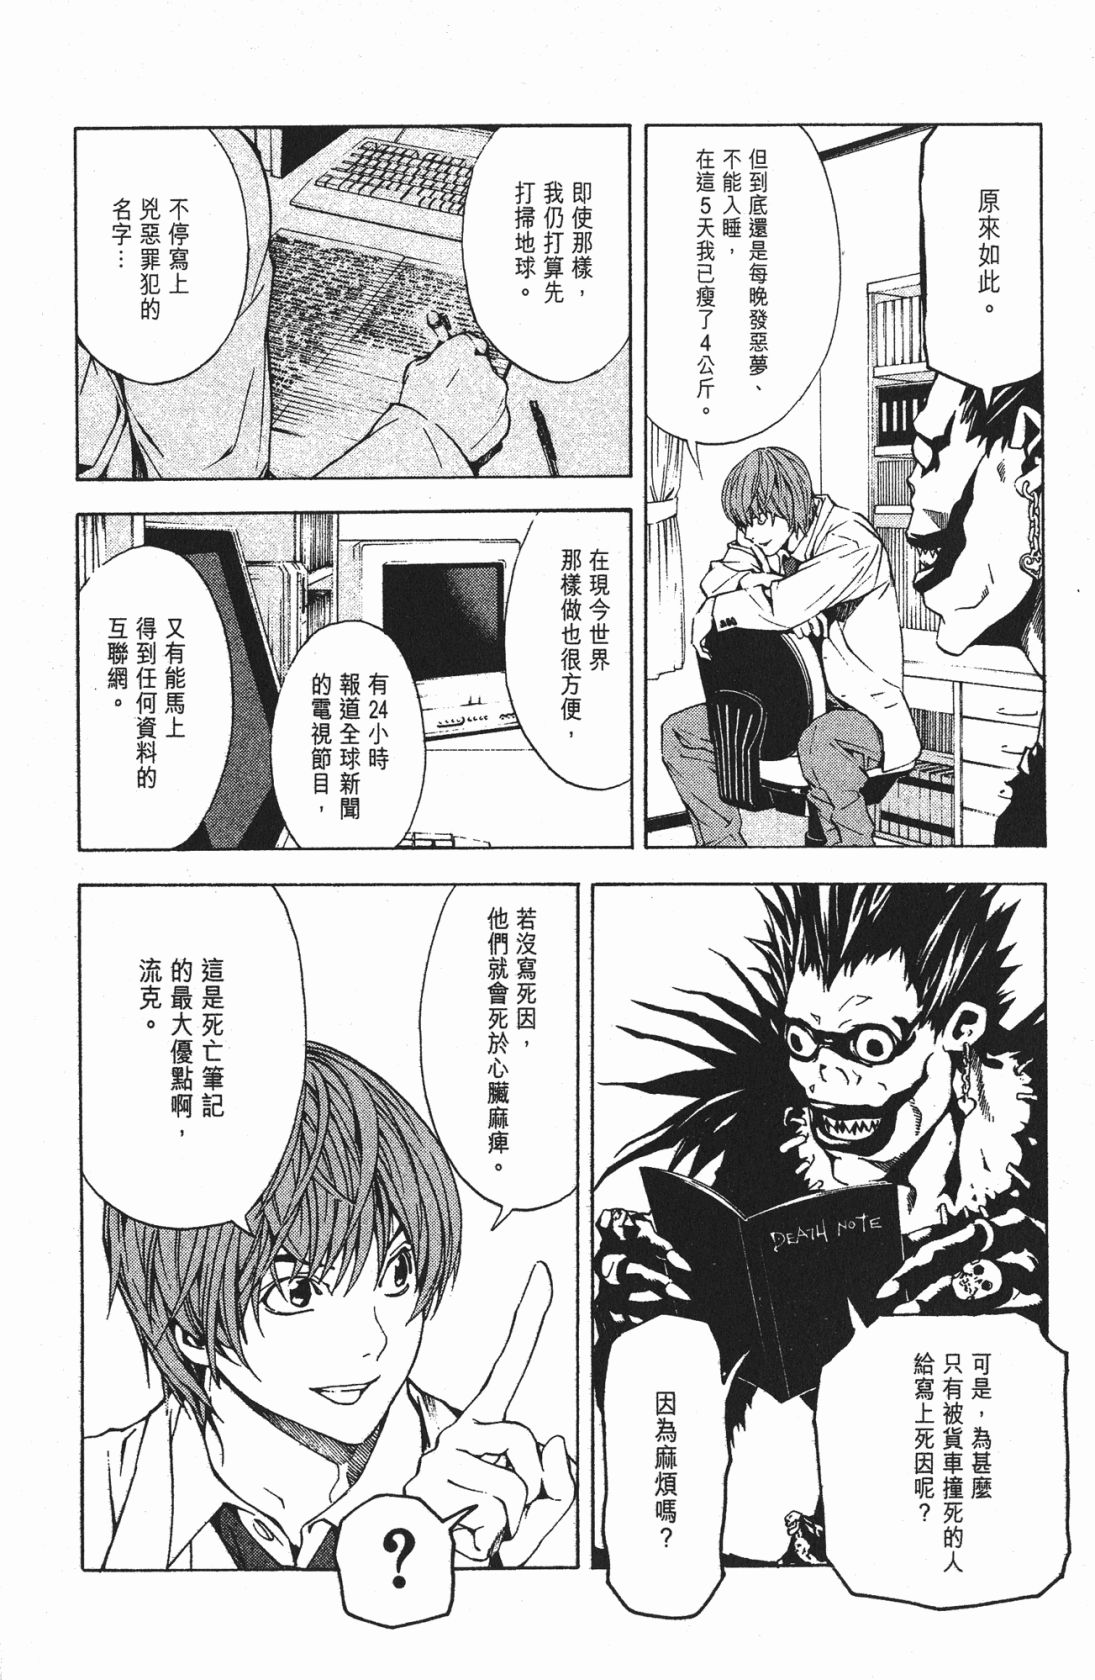 原來如此。
但到底還是每晚發惡夢、
不能入睡，
在這5天我已瘦了4公斤。
即使那樣，
我仍打算先
打掃地球。
不停寫上
兇惡罪犯的
名字…
在現今世界
那樣做也很方便，
有24小時
報道全球新聞
的電視節目，
又有能馬上
得到任何資料的
互聯網。
DEATH NOTE
可是，為甚麼
只有被貨車撞死的人
給寫上死因呢？
因為麻煩嗎？
若沒寫死因，
他們就會死於心臟麻痺。
這是死亡筆記
的最大優點啊，
流克。
？